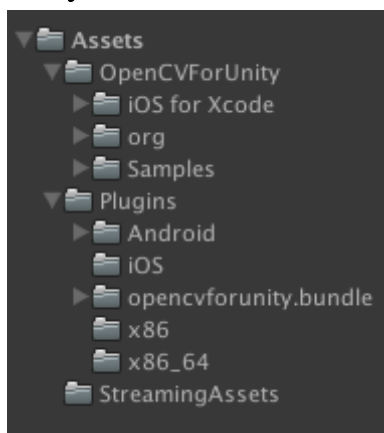 Assets
OpenCVForUnity
iOS for Xcode
org
Samples
Plugins
Android
iOS
opencvforunity.bundle
x86
x86_64
StreamingAssets